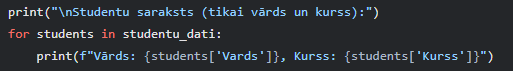 print("\nStudentu saraksts (tikai vārds un kurss):")
for students in studentu_dati:
    print(f"Vārds: {students['Vards']}, Kurss: {students['Kurss']}")